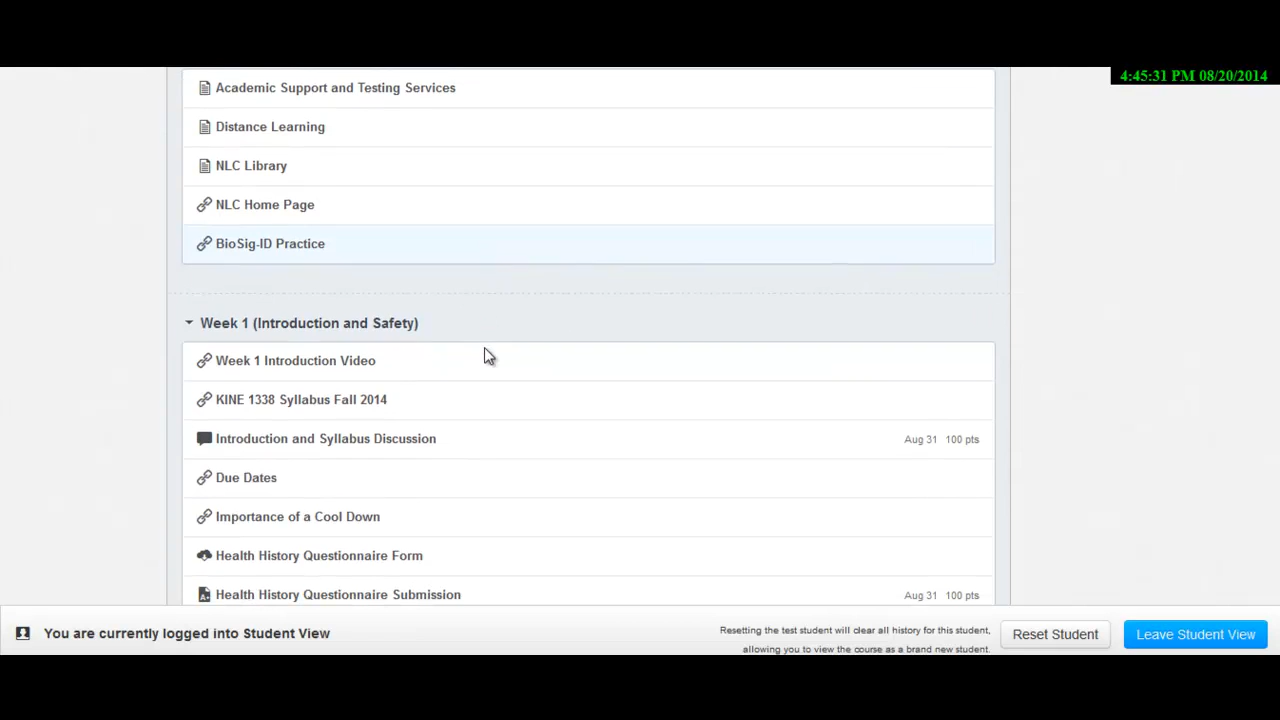 4:45:31 PM 08/20/2014
Academic Support and Testing Services
Distance Learning
NLC Library
NLC Home Page
BioSig-ID Practice
Week 1 (Introduction and Safety)
Week 1 Introduction Video
KINE 1338 Syllabus Fall 2014
Introduction and Syllabus Discussion Aug 31 100 pts
Due Dates
Importance of a Cool Down
Health History Questionnaire Form
Health History Questionnaire Submission Aug 31 100 pts
You are currently logged into Student View
Resetting the test student will clear all history for this student,
allowing you to view the course as a brand new student.
Reset Student
Leave Student View